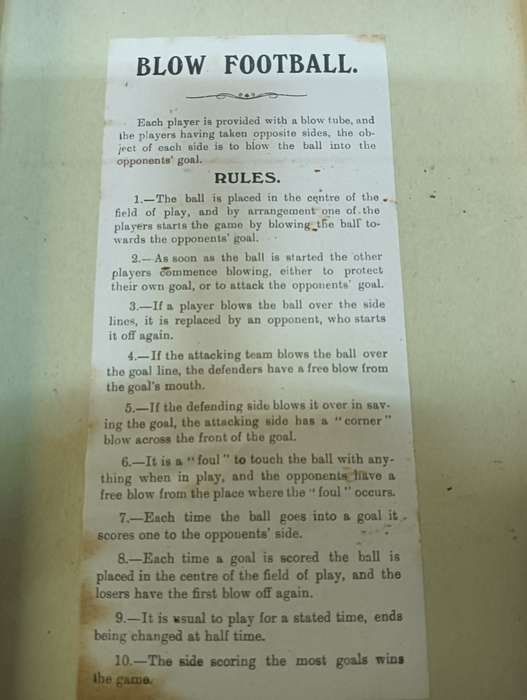 BLOW FOOTBALL.
Each player is provided with a blow tube, and
the players having taken opposite sides, the ob-
ject of each side is to blow the ball into the
opponents' goal.
RULES.
1.—The ball is placed in the centre of the
field of play, and by arrangement one of the
players starts the game by blowing the ball to-
wards the opponents' goal.
2.—As soon as the ball is started the other
players commence blowing, either to protect
their own goal, or to attack the opponents' goal.
3.—If a player blows the ball over the side
lines, it is replaced by an opponent, who starts
it off again.
4.—If the attacking team blows the ball over
the goal line, the defenders have a free blow from
the goal's mouth.
5.—If the defending side blows it over in sav-
ing the goal, the attacking side has a "corner"
blow across the front of the goal.
6.—It is a "foul" to touch the ball with any-
thing when in play, and the opponents have a
free blow from the place where the "foul" occurs.
7.—Each time the ball goes into a goal it
scores one to the opponents' side.
8.—Each time a goal is scored the ball is
placed in the centre of the field of play, and the
losers have the first blow off again.
9.—It is usual to play for a stated time, ends
being changed at half time.
10.—The side scoring the most goals wins
the game.